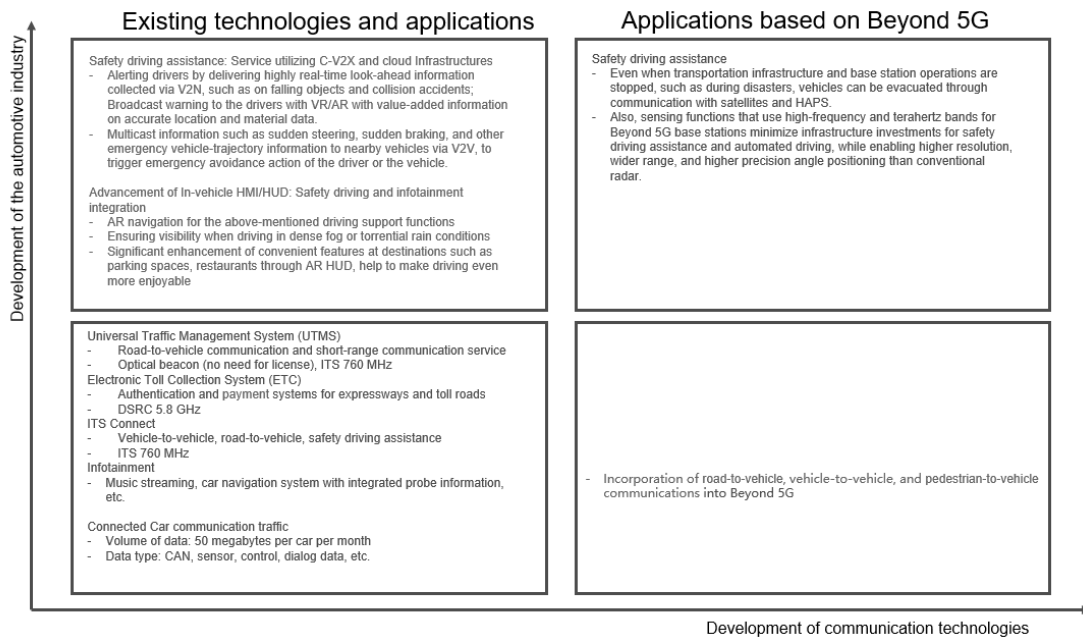 Existing technologies and applications
Applications based on Beyond 5G
Development of the automotive industry
Safety driving assistance: Service utilizing C-V2X and cloud Infrastructures
- Alerting drivers by delivering highly real-time look-ahead information
collected via V2N, such as on falling objects and collision accidents;
Broadcast warning to the drivers with VR/AR with value-added information
on accurate location and material data.
- Multicast information such as sudden steering, sudden braking, and other
emergency vehicle-trajectory information to nearby vehicles via V2V, to
trigger emergency avoidance action of the driver or the vehicle.
Advancement of In-vehicle HMI/HUD: Safety driving and infotainment
integration
- AR navigation for the above-mentioned driving support functions
- Ensuring visibility when driving in dense fog or torrential rain conditions
- Significant enhancement of convenient features at destinations such as
parking spaces, restaurants through AR HUD, help to make driving even
more enjoyable
Safety driving assistance
- Even when transportation infrastructure and base station operations are
stopped, such as during disasters, vehicles can be evacuated through
communication with satellites and HAPS.
- Also, sensing functions that use high-frequency and terahertz bands for
Beyond 5G base stations minimize infrastructure investments for safety
driving assistance and automated driving, while enabling higher resolution,
wider range, and higher precision angle positioning than conventional
radar.
Universal Traffic Management System (UTMS)
- Road-to-vehicle communication and short-range communication service
- Optical beacon (no need for license), ITS 760 MHz
Electronic Toll Collection System (ETC)
- Authentication and payment systems for expressways and toll roads
- DSRC 5.8 GHz
ITS Connect
- Vehicle-to-vehicle, road-to-vehicle, safety driving assistance
- ITS 760 MHz
Infotainment
- Music streaming, car navigation system with integrated probe information,
etc.
Connected Car communication traffic
- Volume of data: 50 megabytes per car per month
- Data type: CAN, sensor, control, dialog data, etc.
- Incorporation of road-to-vehicle, vehicle-to-vehicle, and pedestrian-to-vehicle
communications into Beyond 5G
Development of communication technologies